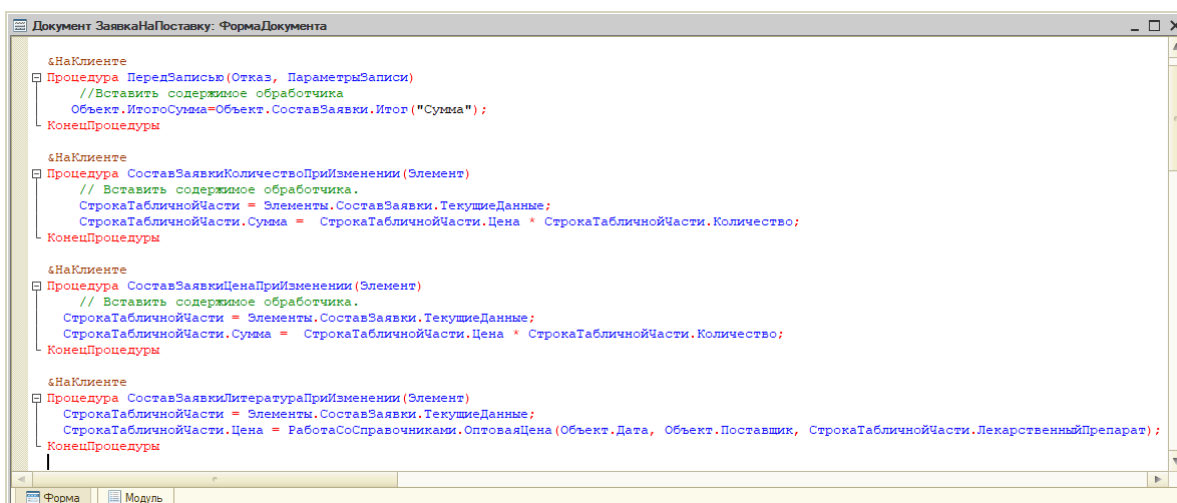 Документ ЗаявкаНаПоставку: ФормаДокумента
&НаКлиенте
Процедура ПередЗаписью(Отказ, ПараметрыЗаписи)
//Вставить содержимое обработчика
Объект.ИтогоСумма=Объект.СоставЗаявки.Итог("Сумма");
КонецПроцедуры
&НаКлиенте
Процедура СоставЗаявкиКоличествоПриИзменении(Элемент)
// Вставить содержимое обработчика.
СтрокаТабличнойЧасти = Элементы.СоставЗаявки.ТекущиеДанные;
СтрокаТабличнойЧасти.Сумма =  СтрокаТабличнойЧасти.Цена * СтрокаТабличнойЧасти.Количество;
КонецПроцедуры
&НаКлиенте
Процедура СоставЗаявкиЦенаПриИзменении(Элемент)
// Вставить содержимое обработчика.
СтрокаТабличнойЧасти = Элементы.СоставЗаявки.ТекущиеДанные;
СтрокаТабличнойЧасти.Сумма =  СтрокаТабличнойЧасти.Цена * СтрокаТабличнойЧасти.Количество;
КонецПроцедуры
&НаКлиенте
Процедура СоставЗаявкиЛитератураПриИзменении(Элемент)
СтрокаТабличнойЧасти = Элементы.СоставЗаявки.ТекущиеДанные;
СтрокаТабличнойЧасти.Цена = РаботаСоСправочниками.ОптоваяЦена(Объект.Дата, Объект.Поставщик, СтрокаТабличнойЧасти.ЛекарственныйПрепарат);
КонецПроцедуры
Форма Модуль